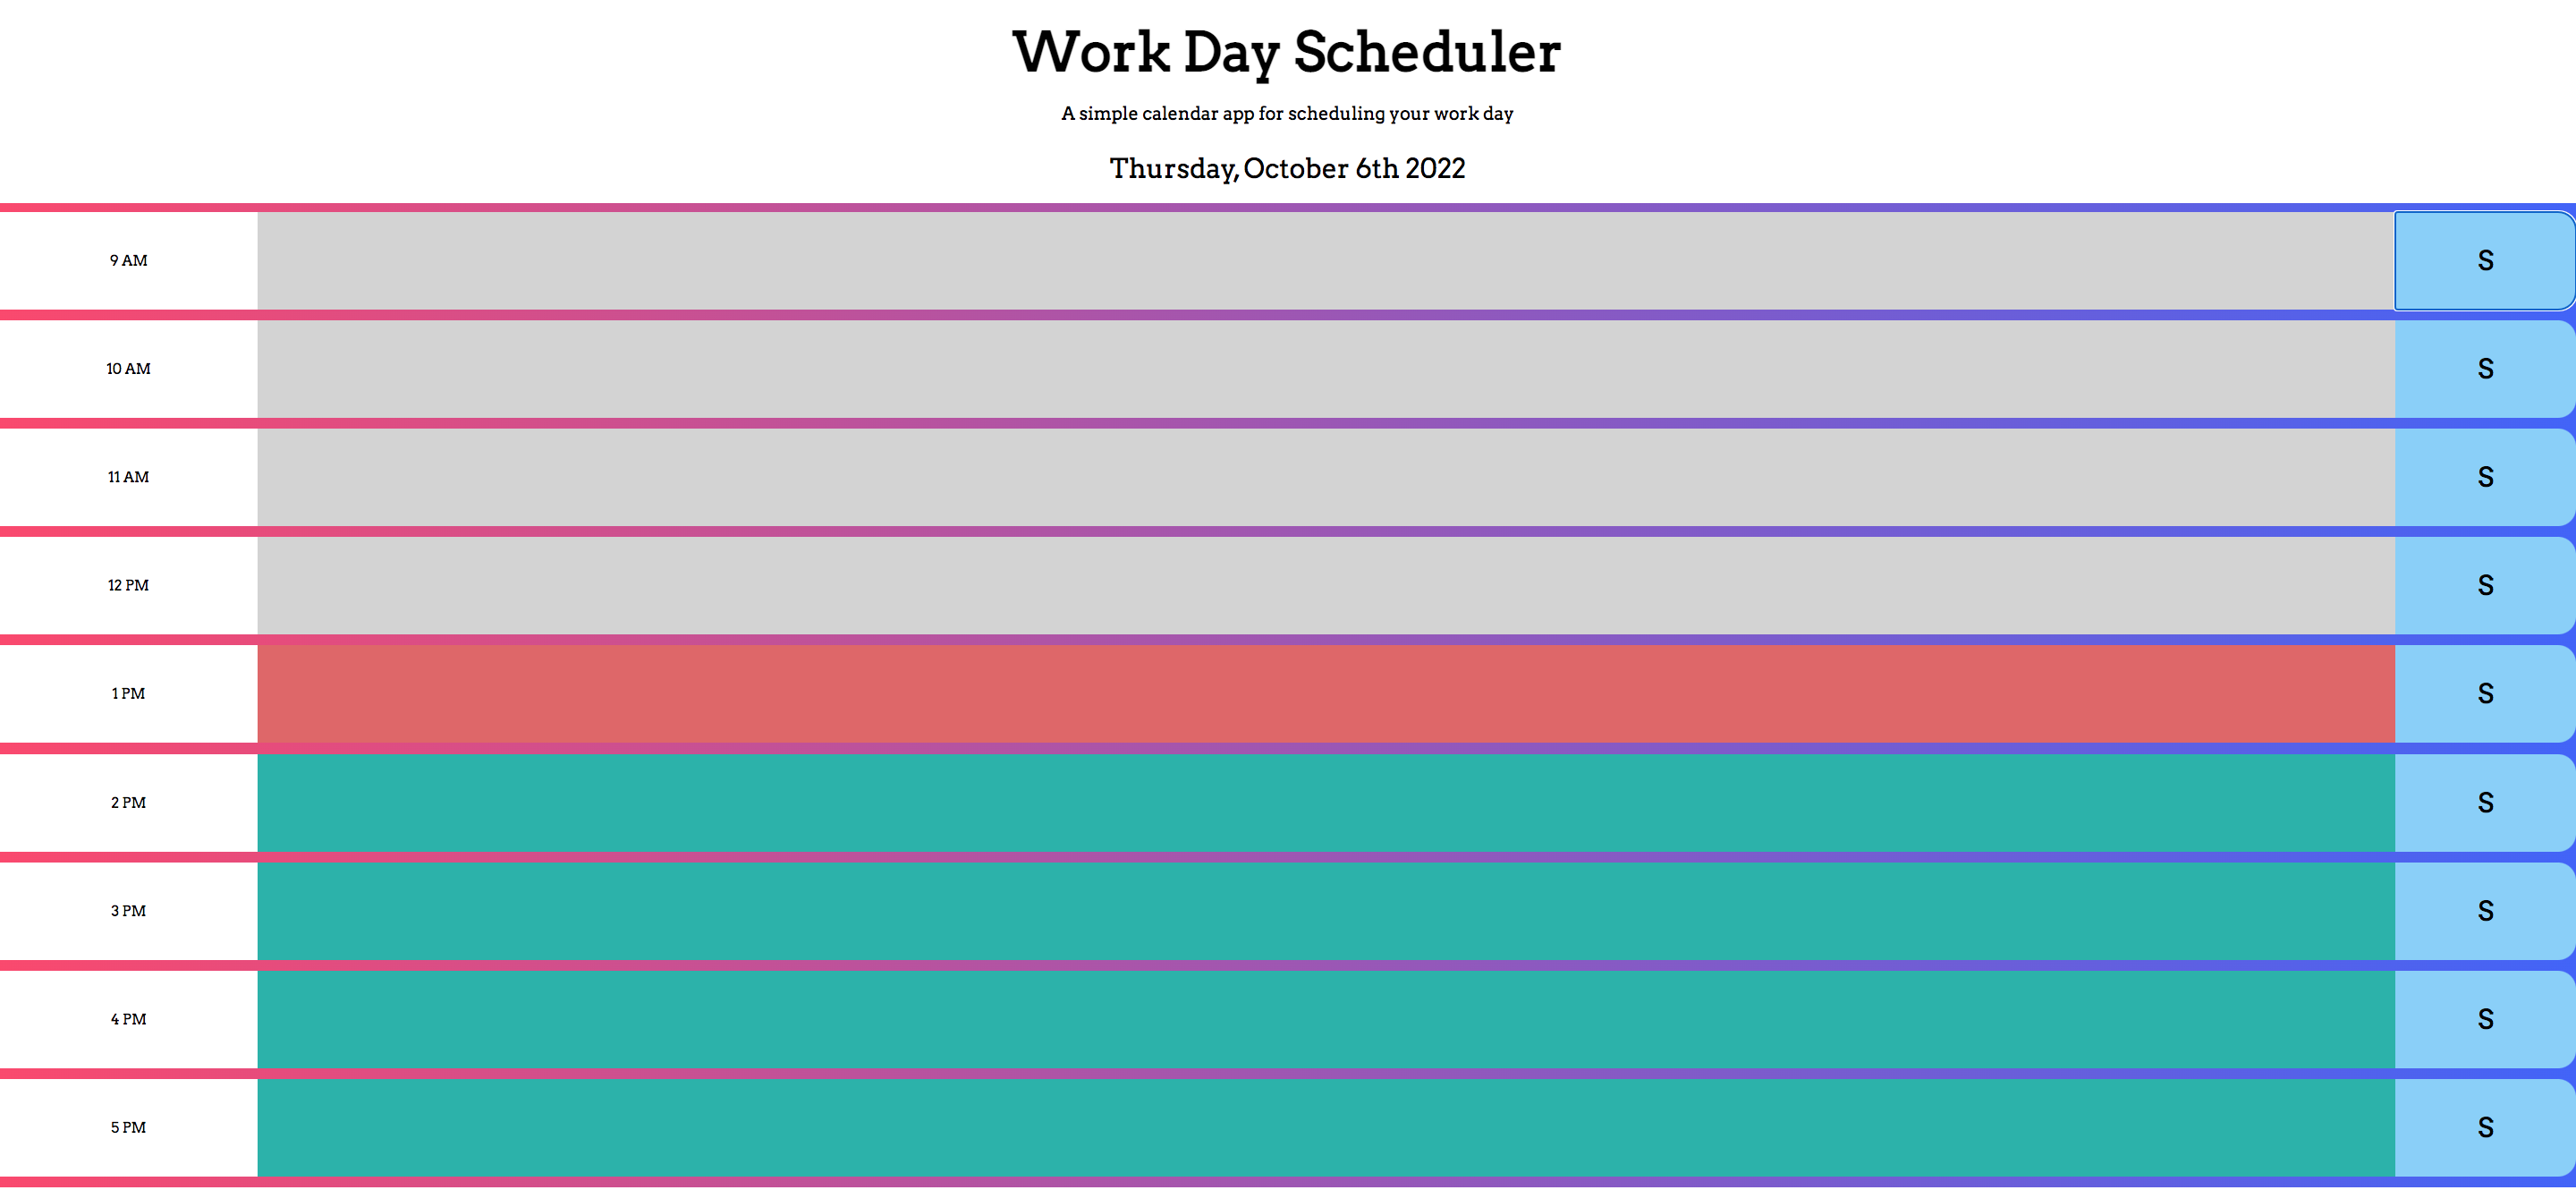 Work Day Scheduler
A simple calendar app for scheduling your work day
Thursday, October 6th 2022
9 AM S
10 AM S
11 AM S
12 PM S
1 PM S
2 PM S
3 PM S
4 PM S
5 PM S